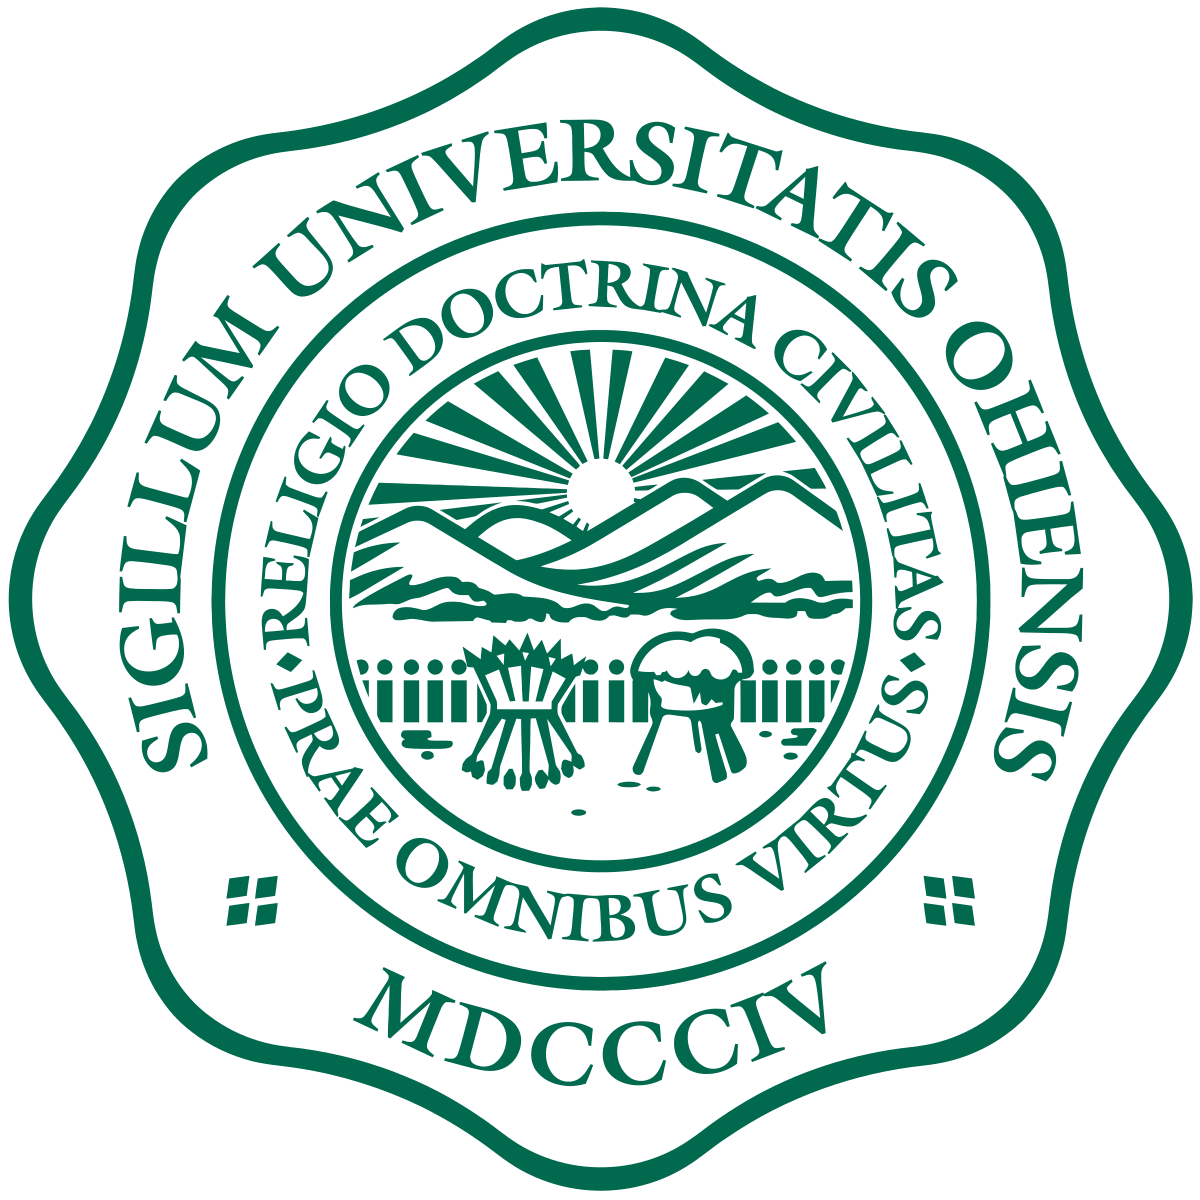 SIGILLUM UNIVERSITATIS OHIENSIS
RELIGIO DOCTRINA CIVILITAS
PRAE OMNIBUS VIRTUS
MDCCCIV